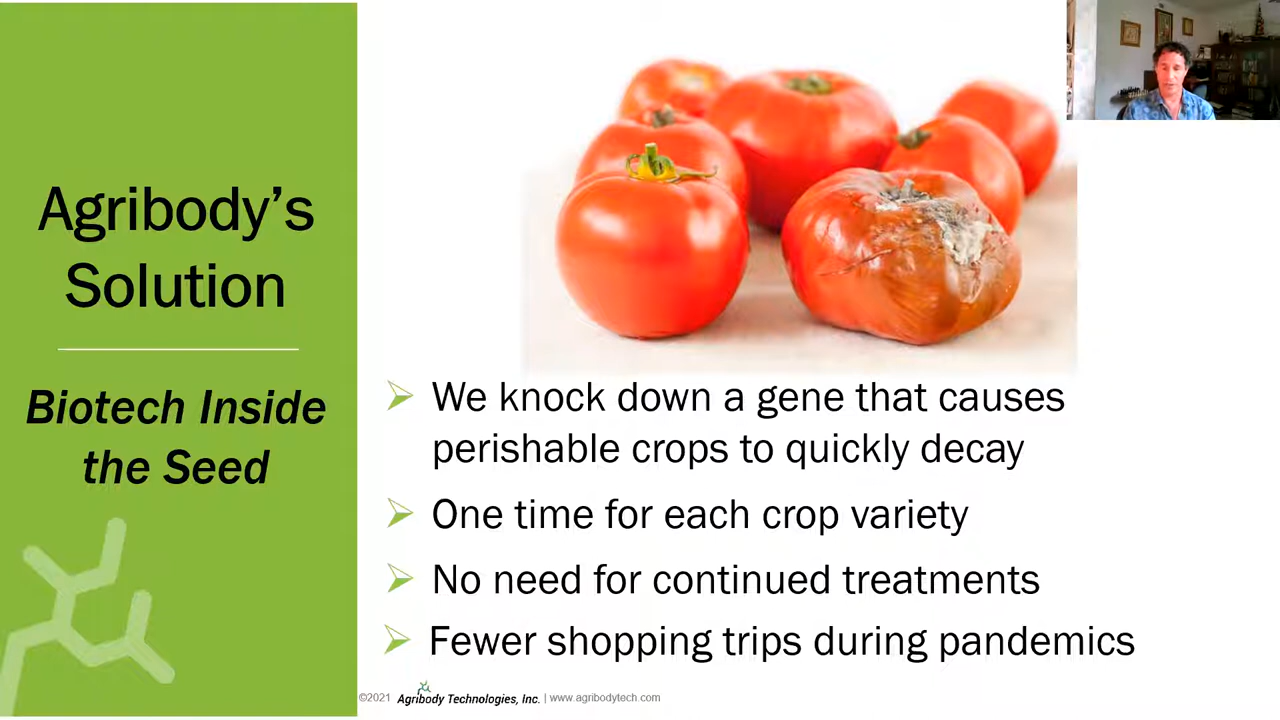 Agribody's
Solution
Biotech Inside
the Seed
We knock down a gene that causes
perishable crops to quickly decay
One time for each crop variety
No need for continued treatments
Fewer shopping trips during pandemics
©2021 Agribody Technologies, Inc. | www.agribodytech.com